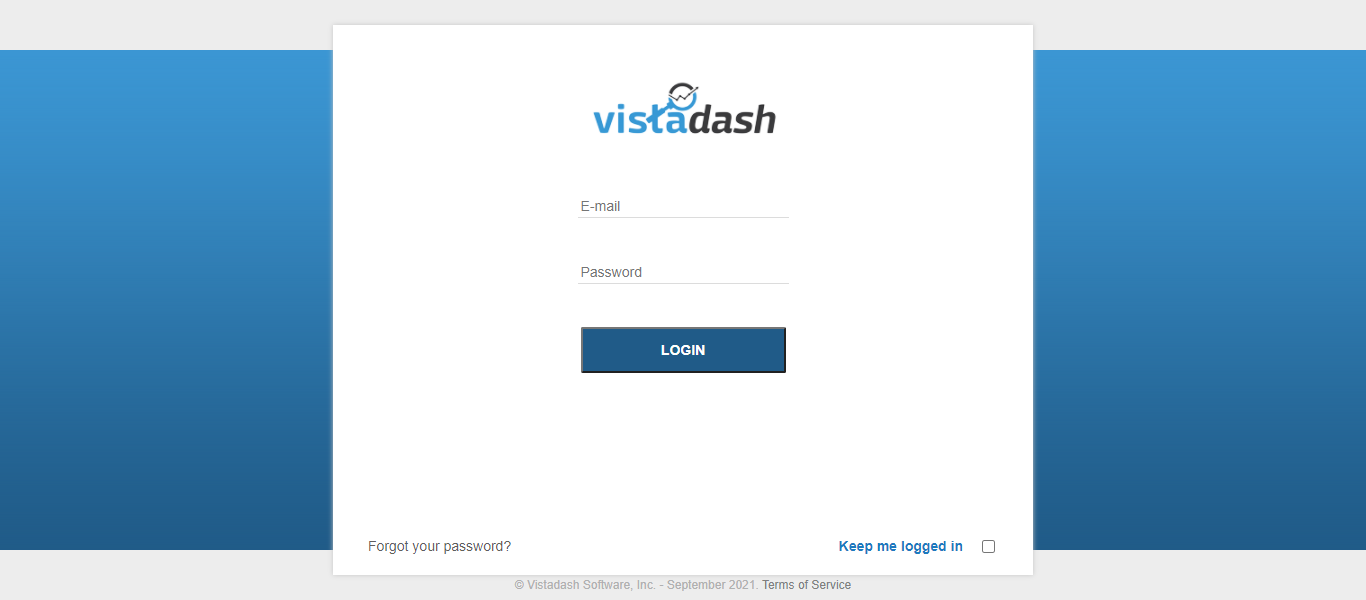 vistadash
E-mail
Password
LOGIN
Forgot your password?
Keep me logged in
© Vistadash Software, Inc. - September 2021. Terms of Service